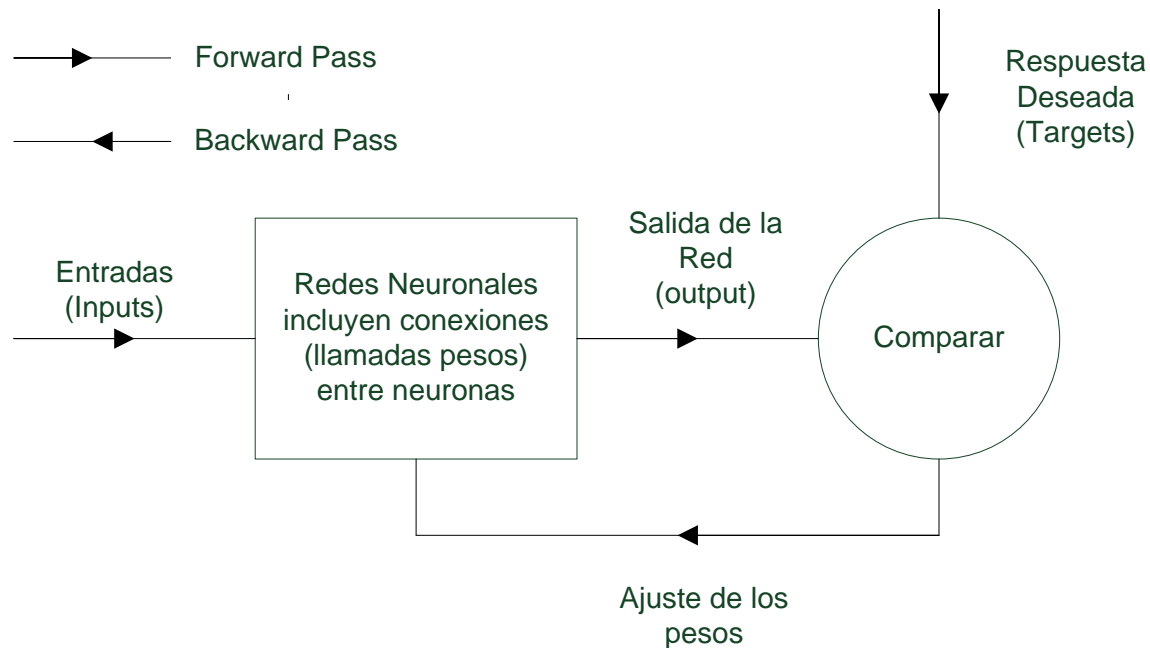 Forward Pass
Backward Pass
Respuesta
Deseada
(Targets)
Entradas
(Inputs)
Redes Neuronales
incluyen conexiones
(llamadas pesos)
entre neuronas
Salida de la
Red
(output)
Comparar
Ajuste de los
pesos